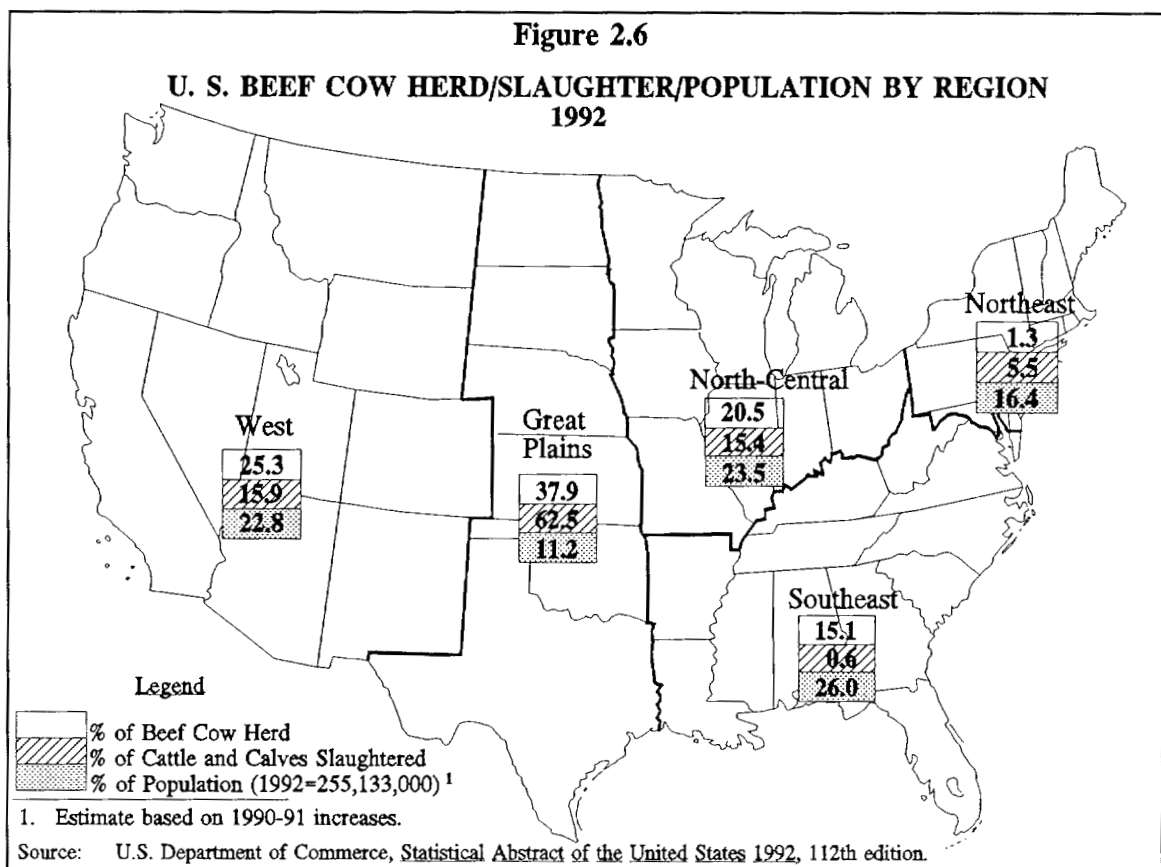 Figure 2.6
U. S. BEEF COW HERD/SLAUGHTER/POPULATION BY REGION
1992
Northeast
1.3
5.5
16.4
North-Central
20.5
15.4
23.5
West
25.3
15.9
22.8
Great
Plains
37.9
62.5
11.2
Southeast
15.1
0.6
26.0
Legend
% of Beef Cow Herd
% of Cattle and Calves Slaughtered
% of Population (1992=255,133,000) 1
1. Estimate based on 1990-91 increases.
Source: U.S. Department of Commerce, Statistical Abstract of the United States 1992, 112th edition.